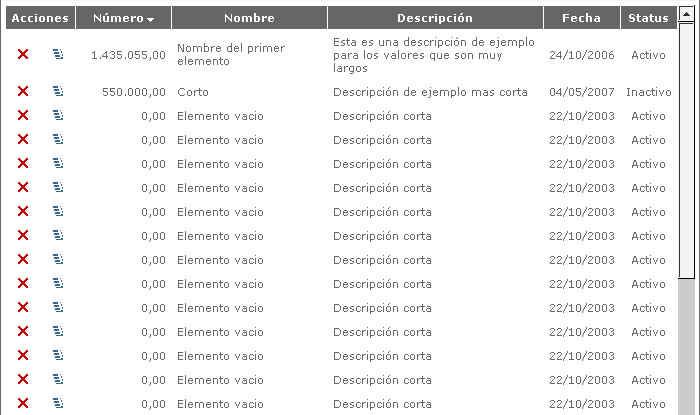 Acciones Número Nombre Descripción Fecha Status
1.435.055,00 Nombre del primer elemento Esta es una descripción de ejemplo para los valores que son muy largos 24/10/2006 Activo
550.000,00 Corto Descripción de ejemplo mas corta 04/05/2007 Inactivo
0,00 Elemento vacio Descripción corta 22/10/2003 Activo
0,00 Elemento vacio Descripción corta 22/10/2003 Activo
0,00 Elemento vacio Descripción corta 22/10/2003 Activo
0,00 Elemento vacio Descripción corta 22/10/2003 Activo
0,00 Elemento vacio Descripción corta 22/10/2003 Activo
0,00 Elemento vacio Descripción corta 22/10/2003 Activo
0,00 Elemento vacio Descripción corta 22/10/2003 Activo
0,00 Elemento vacio Descripción corta 22/10/2003 Activo
0,00 Elemento vacio Descripción corta 22/10/2003 Activo
0,00 Elemento vacio Descripción corta 22/10/2003 Activo
0,00 Elemento vacio Descripción corta 22/10/2003 Activo
0,00 Elemento vacio Descripción corta 22/10/2003 Activo
0,00 Elemento vacio Descripción corta 22/10/2003 Activo